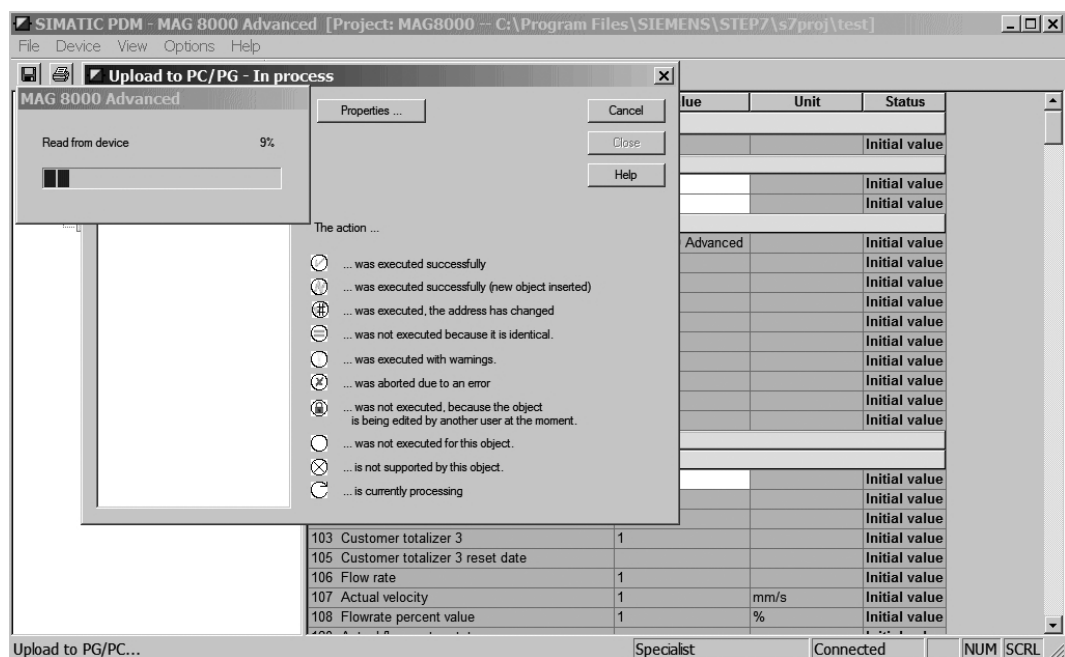 SIMATIC PDM - MAG 8000 Advanced [Project: MAG8000 -- C:\Program Files\SIEMENS\STEP7\s7proj\test]
File Device View Options Help
Upload to PC/PG - In process
MAG 8000 Advanced
Read from device 9%
Properties ...
Cancel
Close
Help
lue Unit Status
Initial value
Initial value
Initial value
Advanced Initial value
Initial value
Initial value
Initial value
Initial value
Initial value
Initial value
Initial value
Initial value
Initial value
Initial value
Initial value
Initial value
The action ...
... was executed successfully
... was executed successfully (new object inserted)
... was executed, the address has changed
... was not executed because it is identical.
... was executed with warnings.
... was aborted due to an error
... was not executed, because the object
is being edited by another user at the moment.
... was not executed for this object.
... is not supported by this object.
... is currently processing
103 Customer totalizer 3 1 Initial value
105 Customer totalizer 3 reset date Initial value
106 Flow rate 1 Initial value
107 Actual velocity 1 mm/s Initial value
108 Flowrate percent value 1 % Initial value
Upload to PG/PC... Specialist Connected NUM SCRL